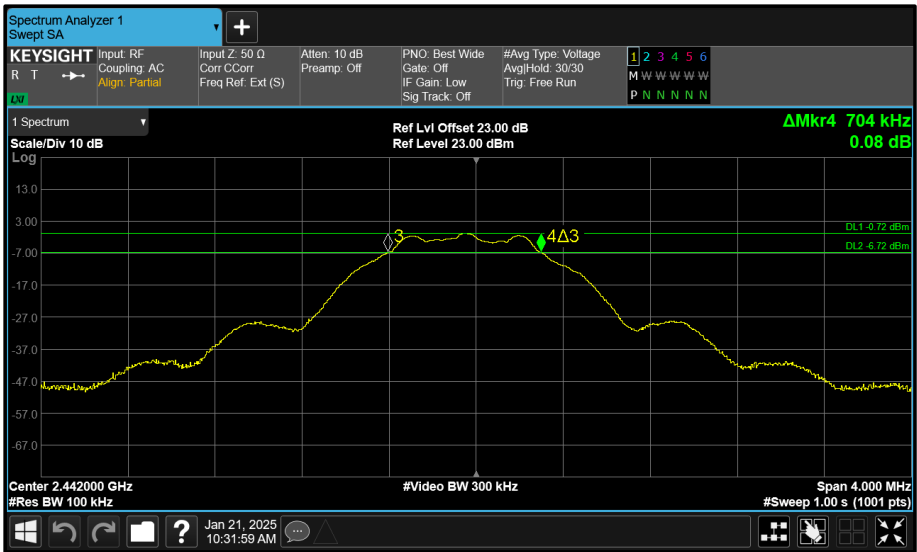 Spectrum Analyzer 1
Swept SA
+
KEYSIGHT Input: RF Input Z: 50 Ω Atten: 10 dB PNO: Best Wide #Avg Type: Voltage 1 2 3 4 5 6
R T Coupling: AC Corr CCorr Preamp: Off Gate: Off Avg|Hold: 30/30 M W W W W W
Align: Partial Freq Ref: Ext (S) IF Gain: Low Trig: Free Run
LXI Sig Track: Off P N N N N N
1 Spectrum Ref Lvl Offset 23.00 dB ΔMkr4 704 kHz
Scale/Div 10 dB Ref Level 23.00 dBm 0.08 dB
Log
13.0
3.00
DL1 -0.72 dBm
3 4Δ3
DL2 -6.72 dBm
-7.00
-17.0
-27.0
-37.0
-47.0
-57.0
-67.0
Center 2.442000 GHz #Video BW 300 kHz Span 4.000 MHz
#Res BW 100 kHz #Sweep 1.00 s (1001 pts)
? Jan 21, 2025
10:31:59 AM